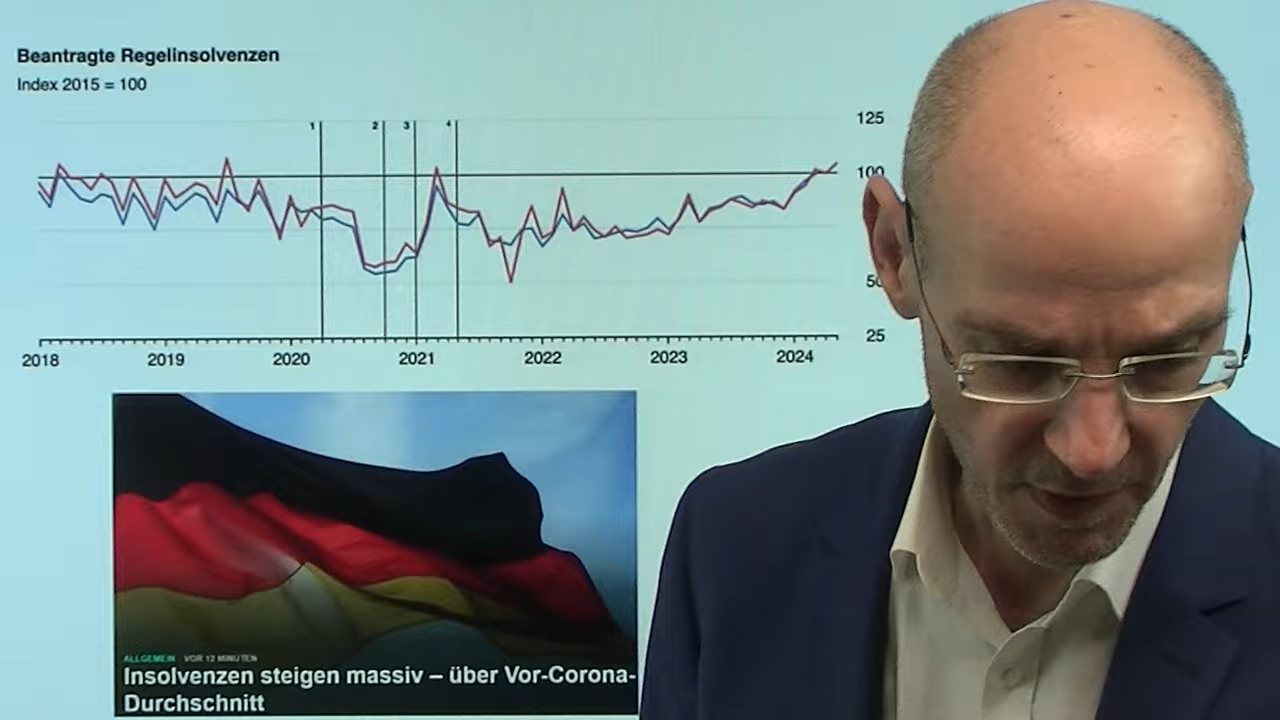 Beantragte Regelinsolvenzen
Index 2015 = 100
1 2 3 4
125
100
50
25
2018 2019 2020 2021 2022 2023 2024
ALLGEMEIN VOR 12 MINUTEN
Insolvenzen steigen massiv – über Vor-Corona-
Durchschnitt